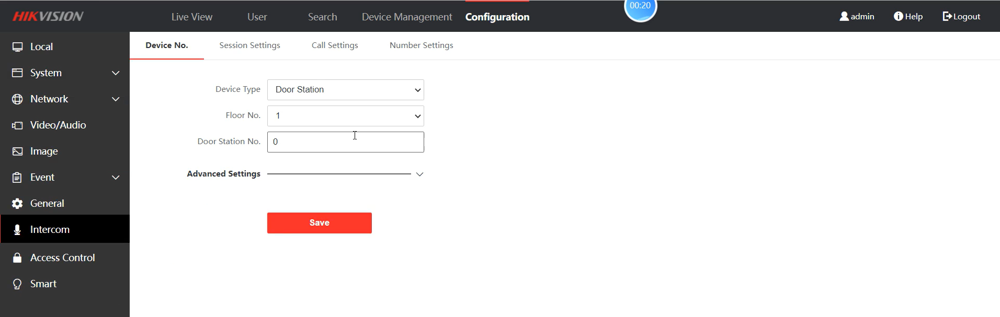 HIKVISION
Live View
User
Search
Device Management
Configuration
00:20
admin
Help
Logout
Local
System
Network
Video/Audio
Image
Event
General
Intercom
Access Control
Smart
Device No.
Session Settings
Call Settings
Number Settings
Device Type
Door Station
Floor No.
1
Door Station No.
0
Advanced Settings
Save